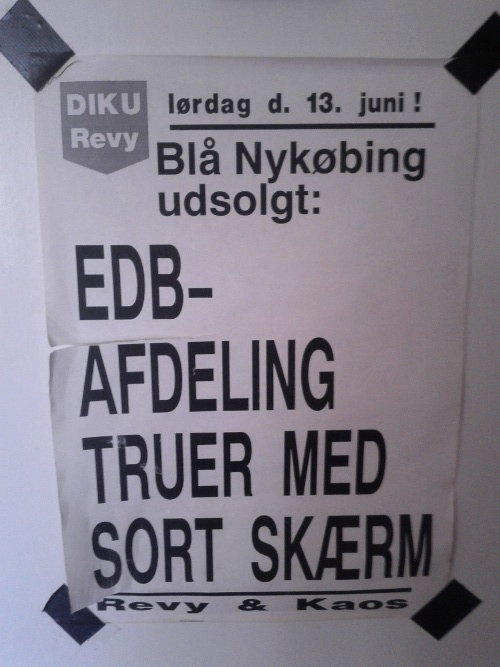 DIKU
Revy
lørdag d. 13. juni !
Blå Nykøbing
udsolgt:
EDB-
AFDELING
TRUER MED
SORT SKÆRM
Revy & Kaos